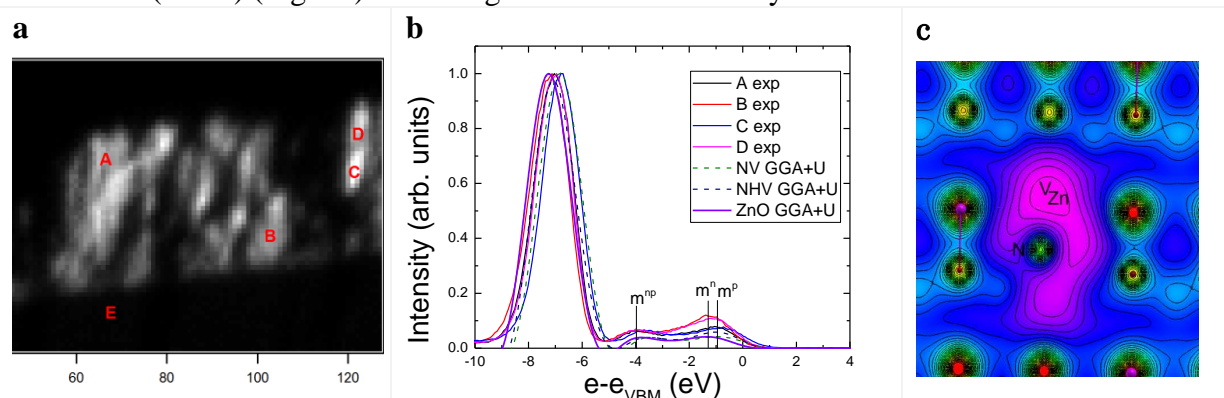 a
b
c
A
B
C
D
E
60 80 100 120
Intensity (arb. units)
1.0
0.8
0.6
0.4
0.2
0.0
-10 -8 -6 -4 -2 0 2 4
e-e_VBM (eV)
A exp
B exp
C exp
D exp
NV GGA+U
NHV GGA+U
ZnO GGA+U
m^np
m^n m^p
V_Zn
N